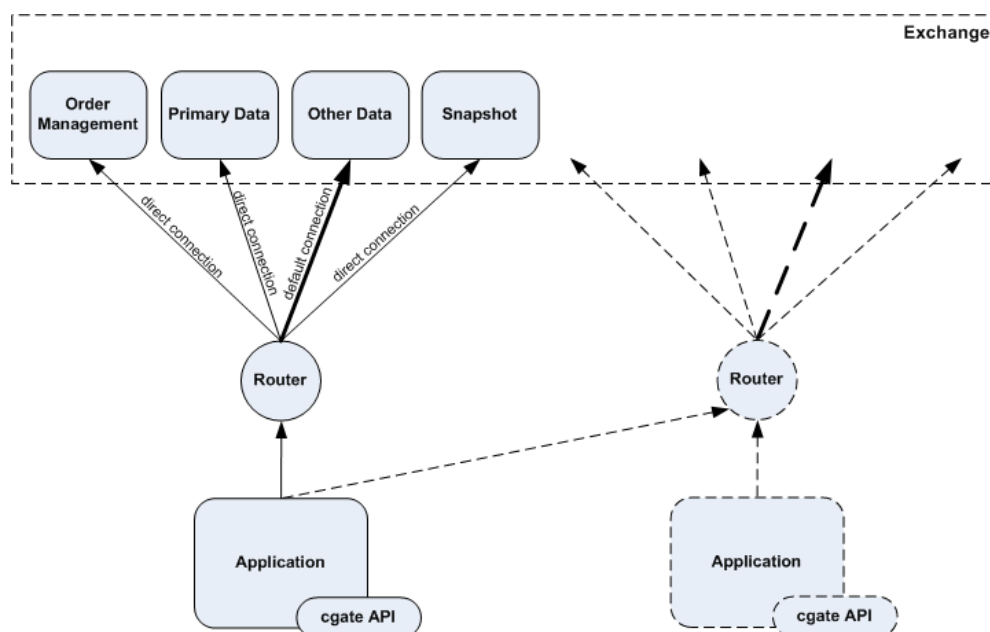 Exchange
Order
Management
Primary Data
Other Data
Snapshot
direct connection
direct connection
default connection
direct connection
Router
Router
Application
Application
cgate API
cgate API